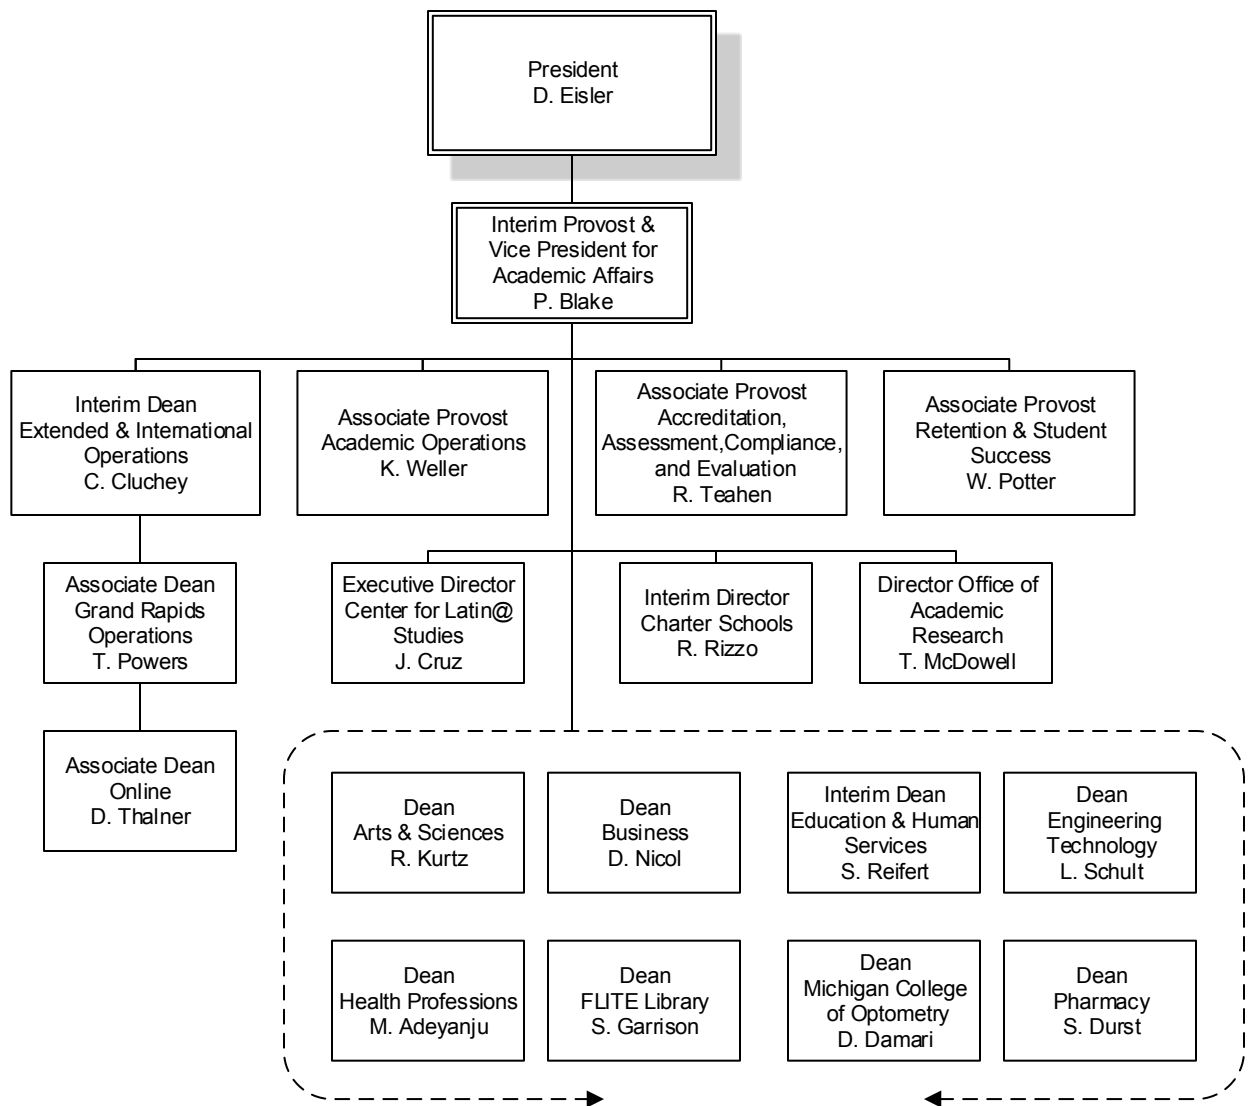 President
D. Eisler
Interim Provost &
Vice President for
Academic Affairs
P. Blake
Interim Dean
Extended & International
Operations
C. Cluchey
Associate Provost
Academic Operations
K. Weller
Associate Provost
Accreditation,
Assessment,Compliance,
and Evaluation
R. Teahen
Associate Provost
Retention & Student
Success
W. Potter
Associate Dean
Grand Rapids
Operations
T. Powers
Executive Director
Center for Latin@
Studies
J. Cruz
Interim Director
Charter Schools
R. Rizzo
Director Office of
Academic
Research
T. McDowell
Associate Dean
Online
D. Thalner
Dean
Arts & Sciences
R. Kurtz
Dean
Business
D. Nicol
Interim Dean
Education & Human
Services
S. Reifert
Dean
Engineering
Technology
L. Schult
Dean
Health Professions
M. Adeyanju
Dean
FLITE Library
S. Garrison
Dean
Michigan College
of Optometry
D. Damari
Dean
Pharmacy
S. Durst